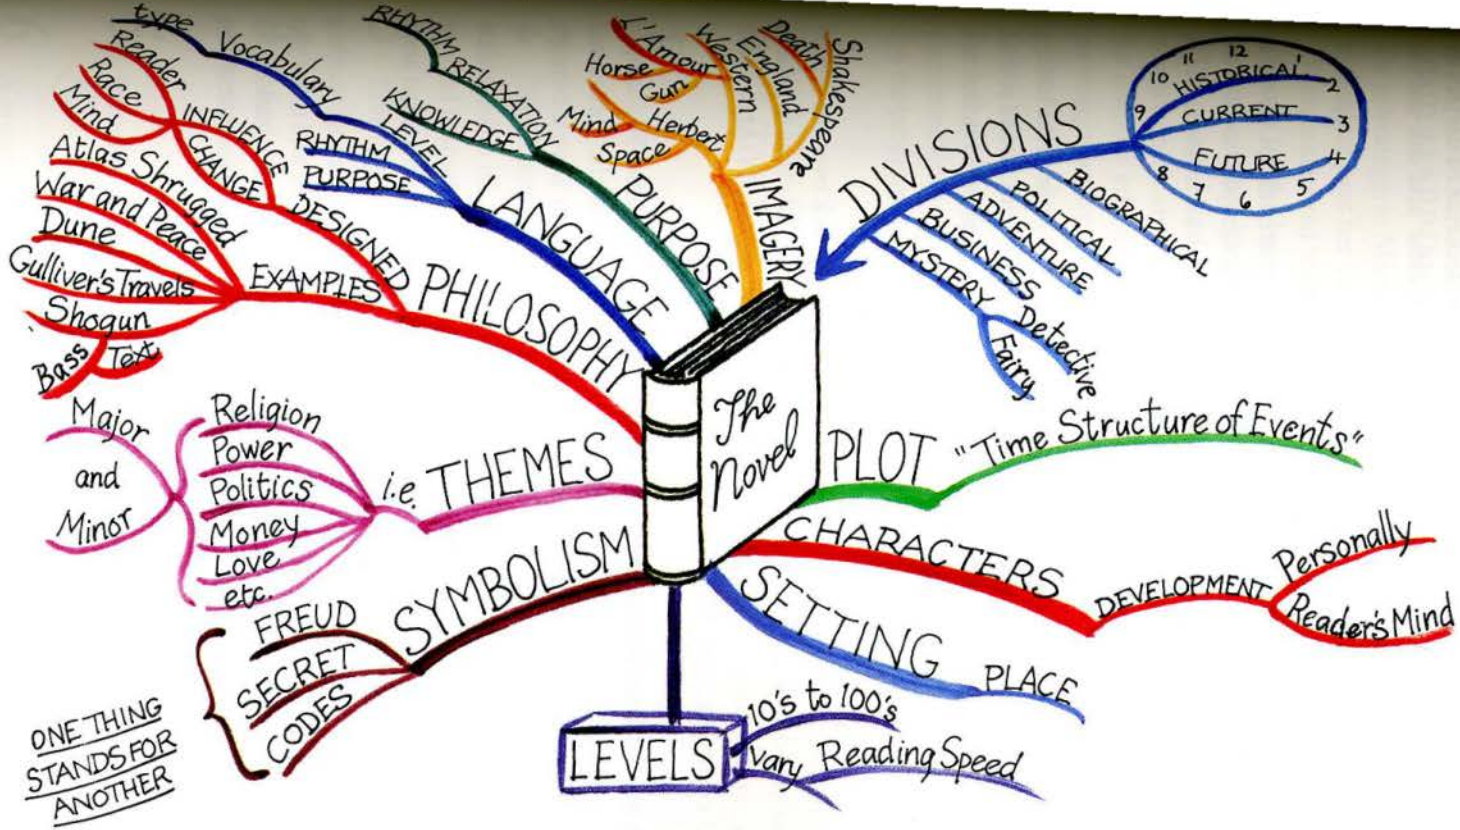 The
Novel
IMAGERY
Shakespeare
Death
England
Western
L'Amour
Horse
Gun
Herbert
Mind
Space
PURPOSE
RELAXATION
RHYTHM
KNOWLEDGE
LANGUAGE
LEVEL
Vocabulary
type
RHYTHM
PURPOSE
PHILOSOPHY
DESIGNED
INFLUENCE
CHANGE
Reader
Race
Mind
EXAMPLES
Atlas Shrugged
War and Peace
Dune
Gulliver's Travels
Shogun
Bass
Text
THEMES
i.e.
Religion
Power
Politics
Money
Love
etc.
Major
and
Minor
SYMBOLISM
FREUD
SECRET
CODES
ONE THING
STANDS FOR
ANOTHER
LEVELS
10's to 100's
vary Reading Speed
SETTING
PLACE
CHARACTERS
DEVELOPMENT
Personally
Reader's Mind
PLOT
"Time Structure of Events"
DIVISIONS
MYSTERY
Detective
Fairy
BUSINESS
ADVENTURE
POLITICAL
BIOGRAPHICAL
HISTORICAL
CURRENT
FUTURE
12
1
2
3
4
5
6
7
8
9
10
11